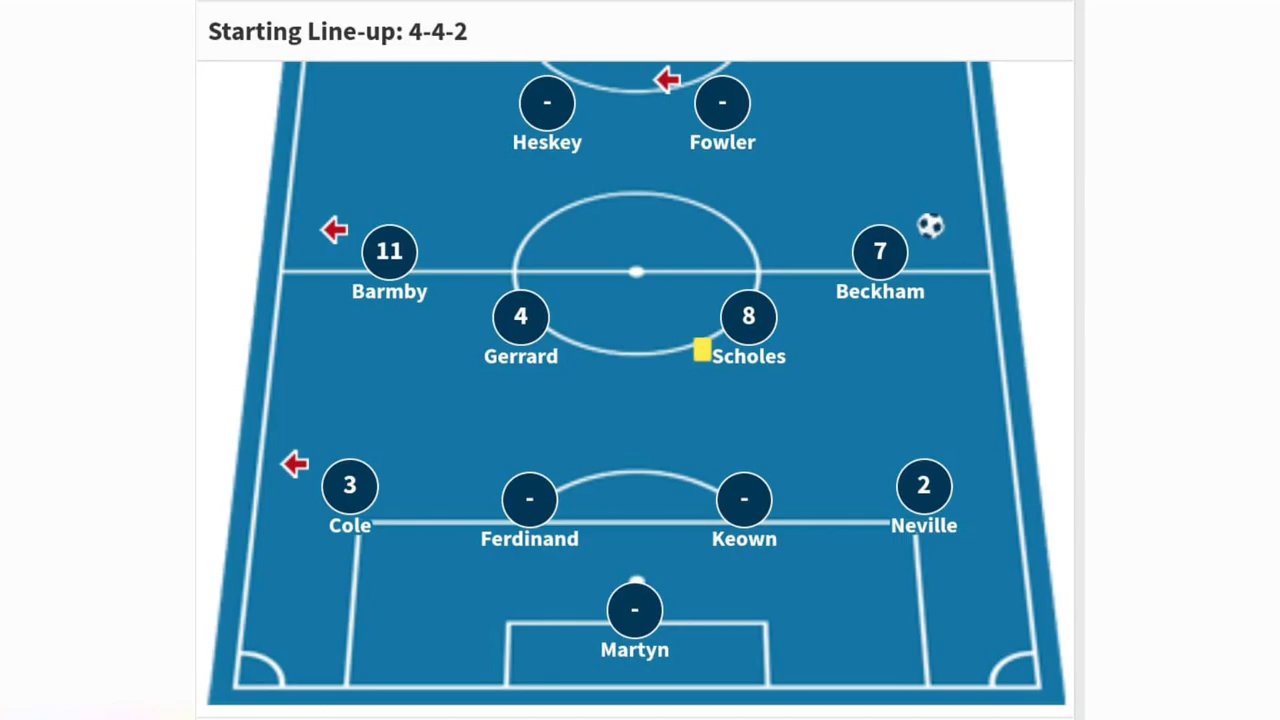 Starting Line-up: 4-4-2
- -
Heskey Fowler
11 7
Barmby Beckham
4 8
Gerrard Scholes
3 - - 2
Cole Ferdinand Keown Neville
-
Martyn